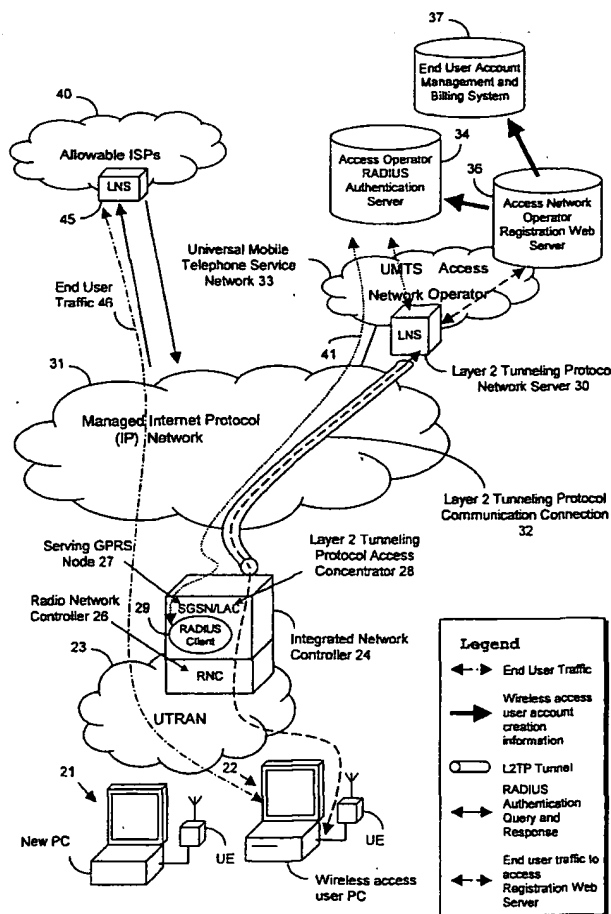 37
End User Account
Management and
Billing System
40
Allowable ISPs
LNS
45
34
Access Operator
RADIUS
Authentication
Server
36
Access Network
Operator
Registration Web
Server
Universal Mobile
Telephone Service
Network 33
UMTS Access
Network Operator
End User
Traffic 46
LNS
41
31
Layer 2 Tunneling Protocol
Network Server 30
Managed Internet Protocol
(IP) Network
Layer 2 Tunneling Protocol
Communication Connection
32
Serving GPRS
Node 27
Layer 2 Tunneling
Protocol Access
Concentrator 28
Radio Network
Controller 26
29
SGSN/LAC
RADIUS
Client
Integrated Network
Controller 24
23
RNC
UTRAN
21
22
New PC
UE
UE
Wireless access
user PC
Legend
End User Traffic
Wireless access
user account
creation
information
L2TP Tunnel
RADIUS
Authentication
Query and
Response
End user traffic to
access
Registration Web
Server